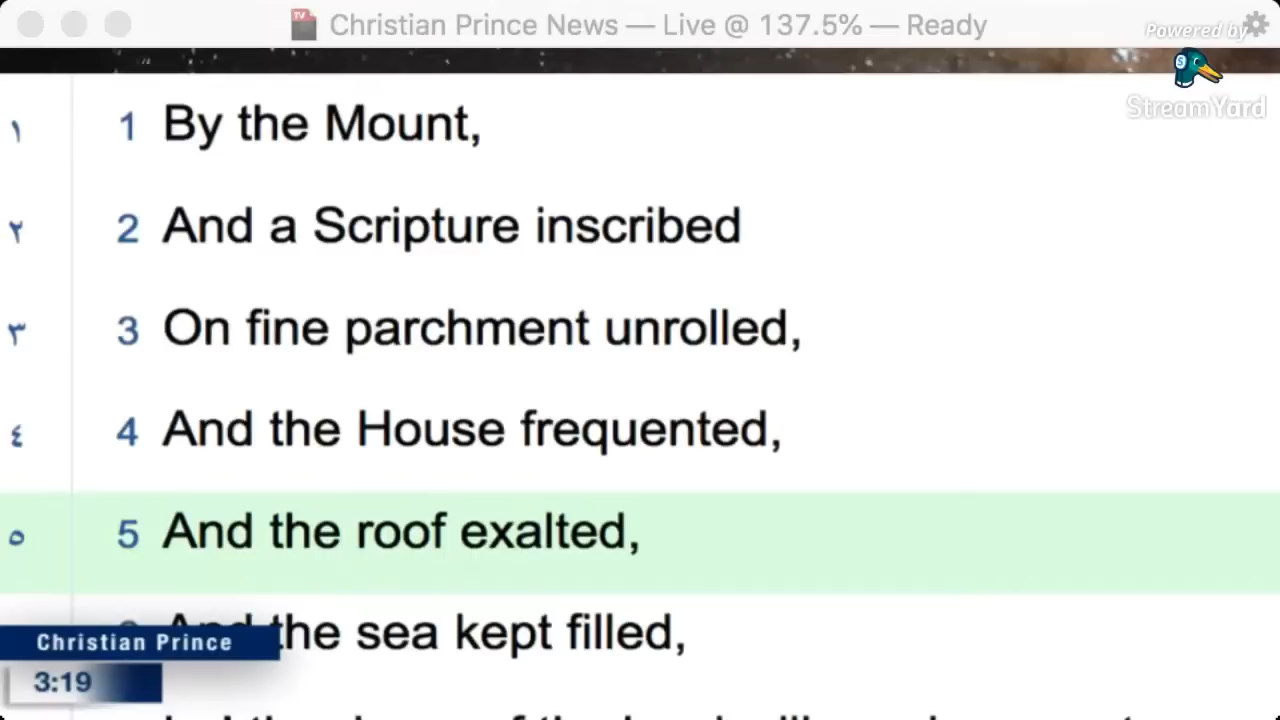 Christian Prince News — Live @ 137.5% — Ready
Powered by
StreamYard
١ 1 By the Mount,
٢ 2 And a Scripture inscribed
٣ 3 On fine parchment unrolled,
٤ 4 And the House frequented,
٥ 5 And the roof exalted,
And the sea kept filled,
Christian Prince
3:19